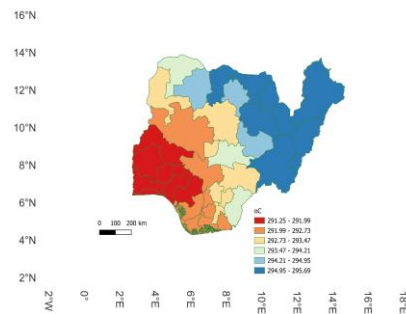 16°N
14°N
12°N
10°N
8°N
6°N
4°N
2°N
0 100 200 km
oC
291.25 - 291.99
291.99 - 292.73
292.73 - 293.47
293.47 - 294.21
294.21 - 294.95
294.95 - 295.69
2°W
0°
2°E
4°E
6°E
8°E
10°E
12°E
14°E
16°E
18°E